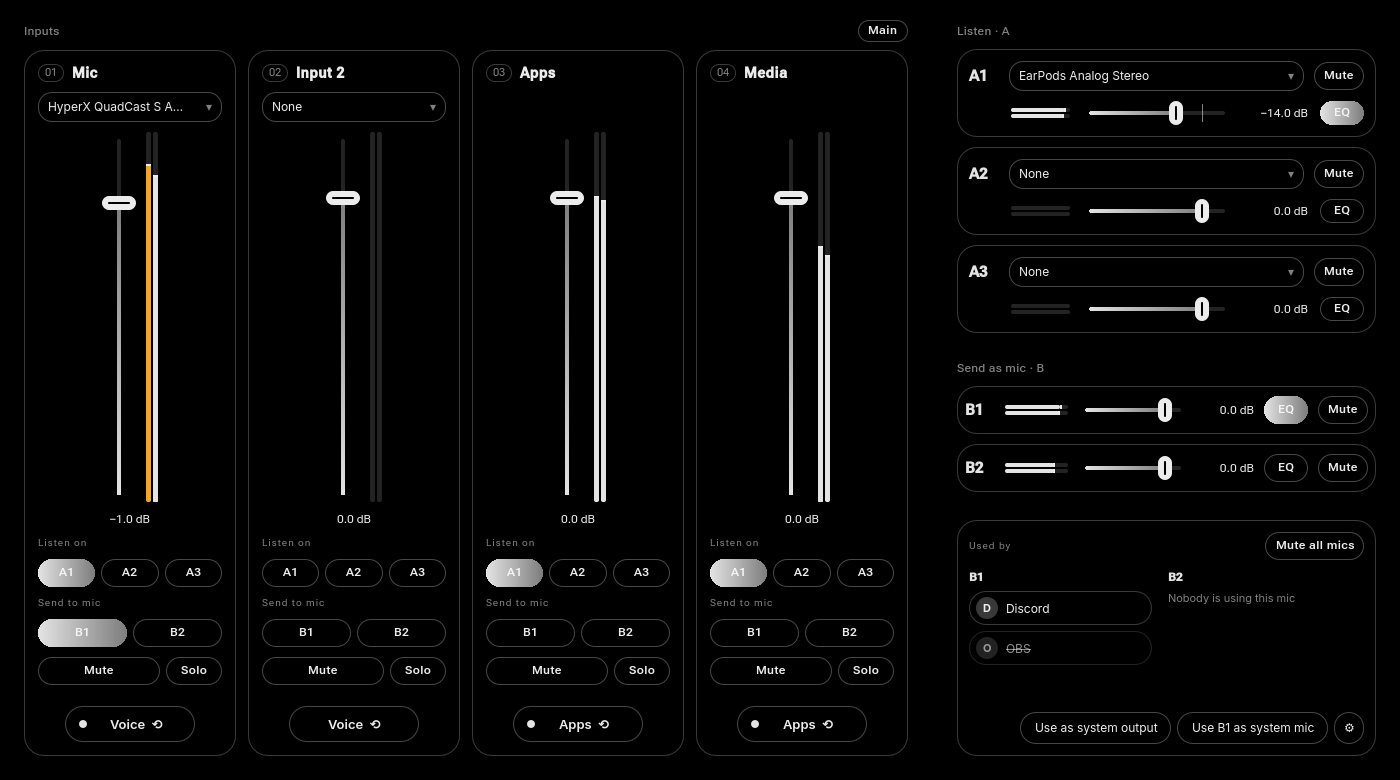 Inputs
Main
01 Mic
HyperX QuadCast S A...
−1.0 dB
Listen on
A1 A2 A3
Send to mic
B1 B2
Mute Solo
Voice ⟲
02 Input 2
None
0.0 dB
Listen on
A1 A2 A3
Send to mic
B1 B2
Mute Solo
Voice ⟲
03 Apps
0.0 dB
Listen on
A1 A2 A3
Send to mic
B1 B2
Mute Solo
Apps ⟲
04 Media
0.0 dB
Listen on
A1 A2 A3
Send to mic
B1 B2
Mute Solo
Apps ⟲
Listen · A
A1 EarPods Analog Stereo Mute
−14.0 dB EQ
A2 None Mute
0.0 dB EQ
A3 None Mute
0.0 dB EQ
Send as mic · B
B1 0.0 dB EQ Mute
B2 0.0 dB EQ Mute
Used by Mute all mics
B1
D Discord
O OBS
B2
Nobody is using this mic
Use as system output Use B1 as system mic ⚙